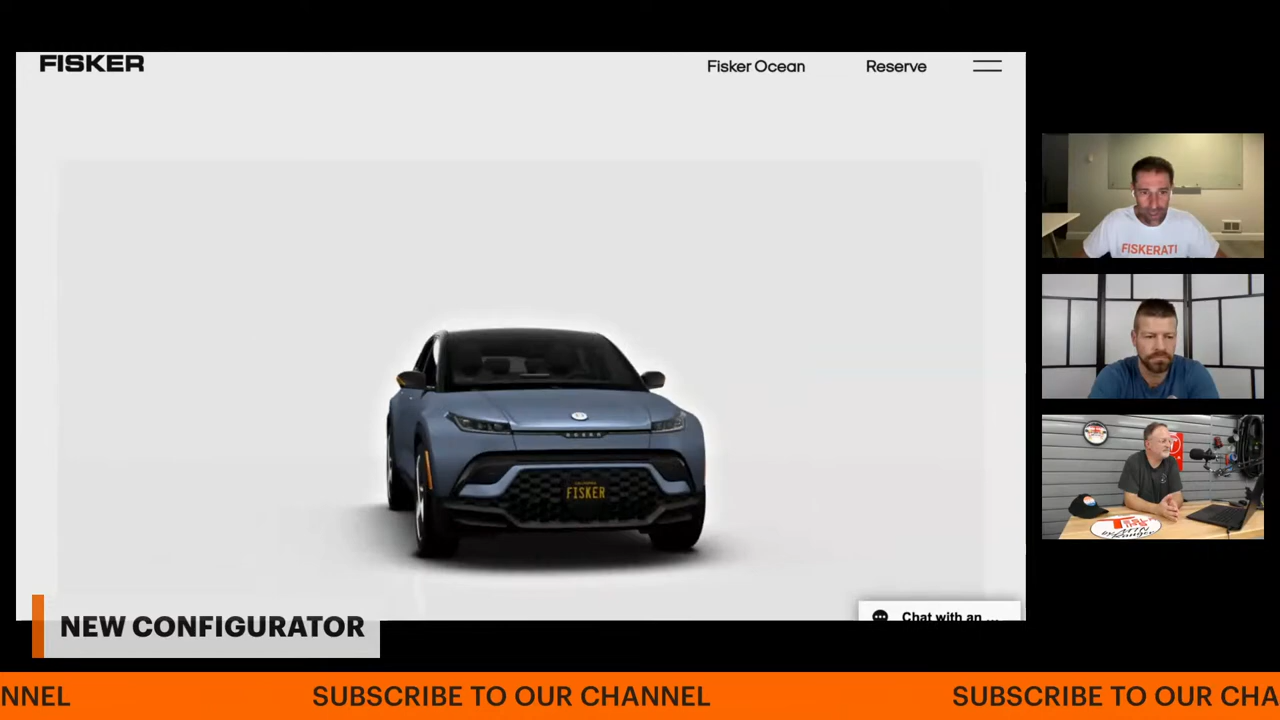 FISKER
Fisker Ocean
Reserve
OCEAN
FISKER
Chat with an ...
NEW CONFIGURATOR
FISKERATI
NNEL
SUBSCRIBE TO OUR CHANNEL
SUBSCRIBE TO OUR CHA